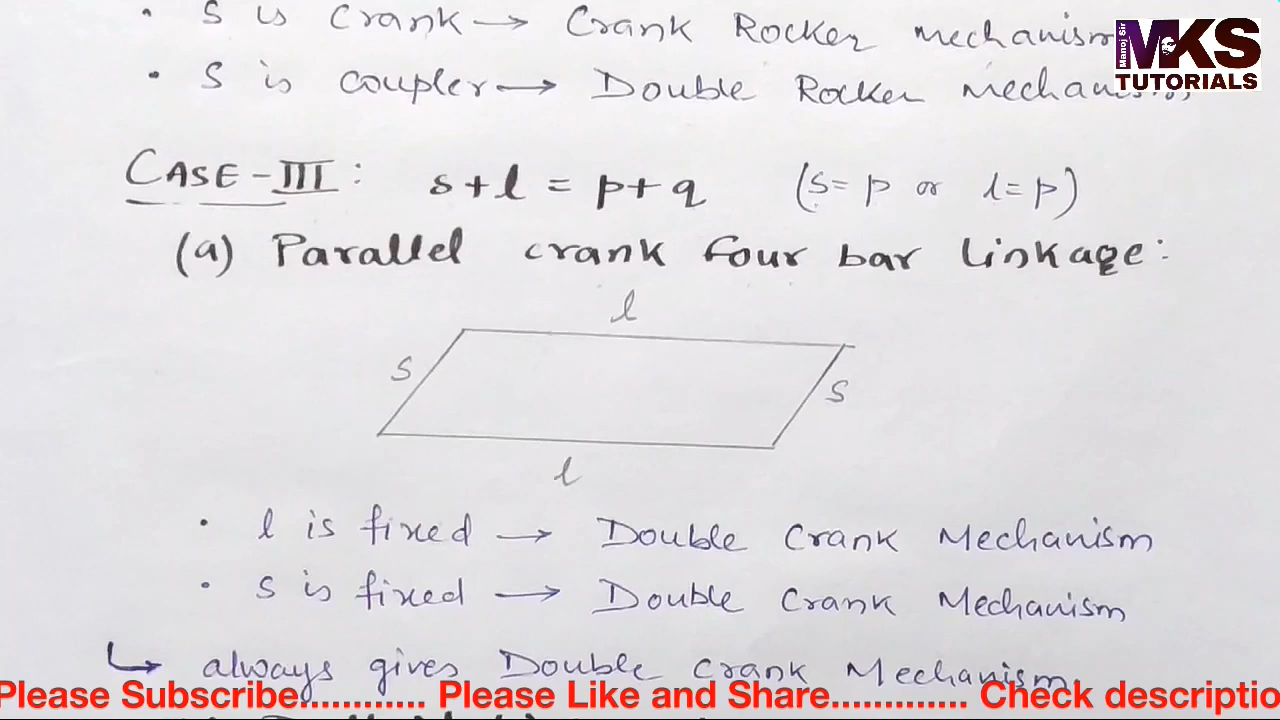 · S is crank → Crank Rocker mechanism
Manoj Sir
MKS
TUTORIALS
· S is coupler → Double Rocker
CASE-III: s+l = p+q (s=p or l=p)
(a) Parallel crank four bar linkage:
l
s
s
l
· l is fixed → Double Crank Mechanism
· s is fixed → Double Crank Mechanism
↳ always gives Double Crank Mechanism.
Please Subscribe............ Please Like and Share............. Check descriptio